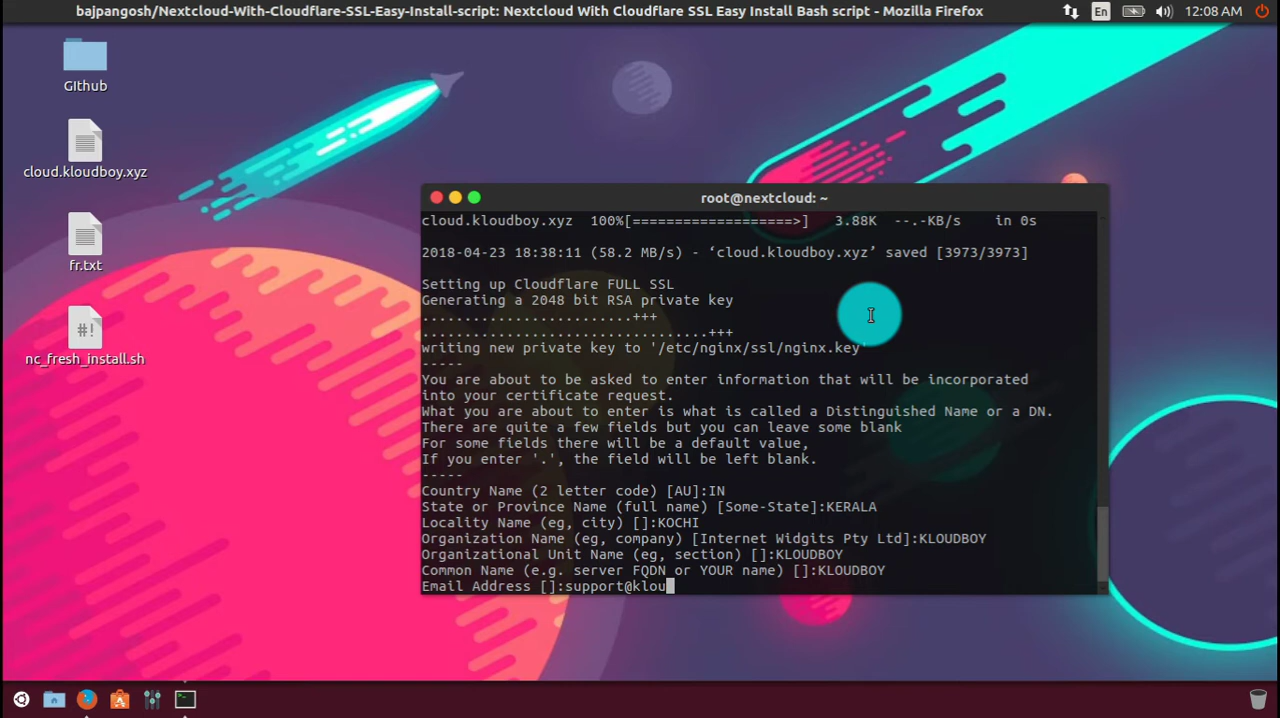 bajpangosh/Nextcloud-With-Cloudflare-SSL-Easy-Install-script: Nextcloud With Cloudflare SSL Easy Install Bash script - Mozilla Firefox
En
12:08 AM
GIthub
cloud.kloudboy.xyz
fr.txt
#!
nc_fresh_install.sh
root@nextcloud: ~
cloud.kloudboy.xyz 100%[===================>] 3.88K --.-KB/s in 0s
2018-04-23 18:38:11 (58.2 MB/s) - ‘cloud.kloudboy.xyz’ saved [3973/3973]
Setting up Cloudflare FULL SSL
Generating a 2048 bit RSA private key
.........................+++
..................................+++
writing new private key to '/etc/nginx/ssl/nginx.key'
-----
You are about to be asked to enter information that will be incorporated
into your certificate request.
What you are about to enter is what is called a Distinguished Name or a DN.
There are quite a few fields but you can leave some blank
For some fields there will be a default value,
If you enter '.', the field will be left blank.
-----
Country Name (2 letter code) [AU]:IN
State or Province Name (full name) [Some-State]:KERALA
Locality Name (eg, city) []:KOCHI
Organization Name (eg, company) [Internet Widgits Pty Ltd]:KLOUDBOY
Organizational Unit Name (eg, section) []:KLOUDBOY
Common Name (e.g. server FQDN or YOUR name) []:KLOUDBOY
Email Address []:support@klou